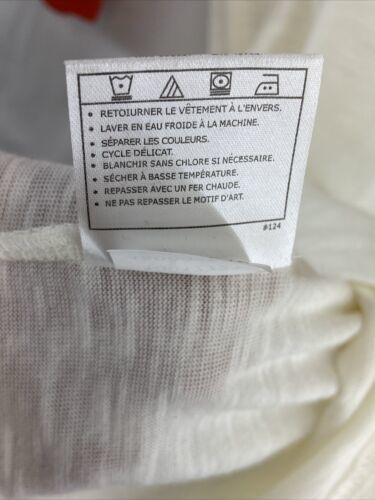 • RETOIURNER LE VÊTEMENT À L'ENVERS.
• LAVER EN EAU FROIDE À LA MACHINE.
• SÉPARER LES COULEURS.
• CYCLE DÉLICAT.
• BLANCHIR SANS CHLORE SI NÉCESSAIRE.
• SÉCHER À BASSE TEMPÉRATURE.
• REPASSER AVEC UN FER CHAUDE.
• NE PAS REPASSER LE MOTIF D'ART.
#124